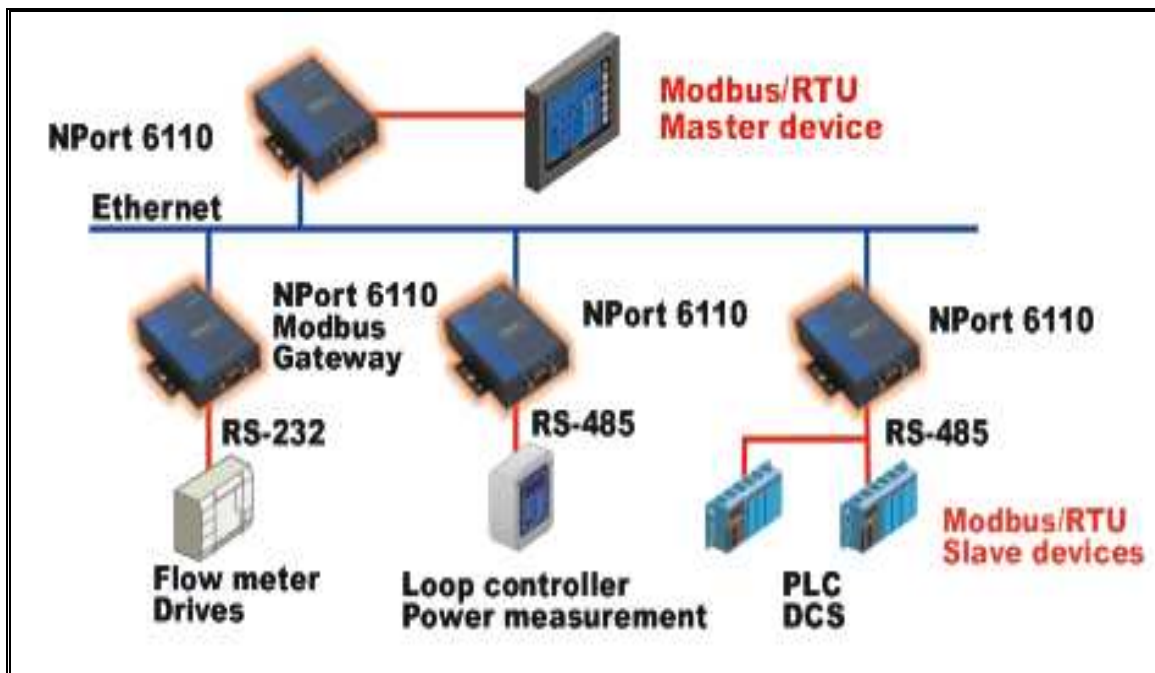 Modbus/RTU
Master device
NPort 6110
Ethernet
NPort 6110
Modbus
Gateway
NPort 6110
NPort 6110
RS-232
RS-485
RS-485
Flow meter
Drives
Loop controller
Power measurement
PLC
DCS
Modbus/RTU
Slave devices